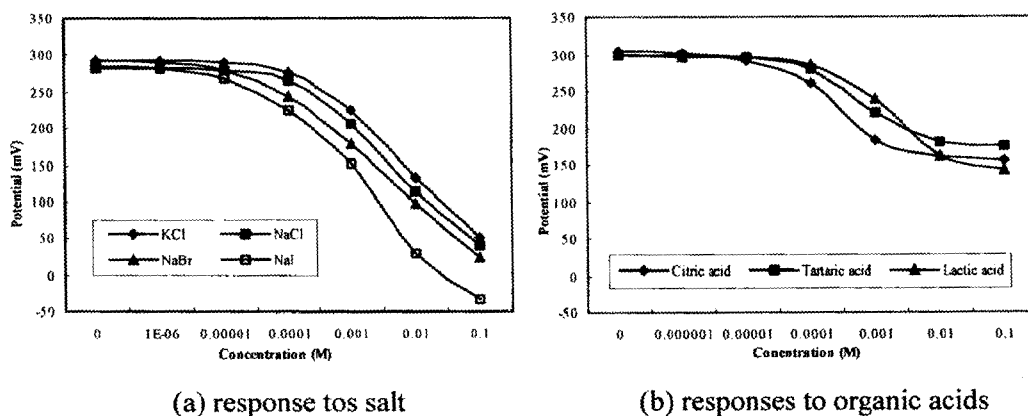 350
300
250
200
150
100
50
0
-50
Potential (mV)
KCl NaCl
NaBr NaI
0 1E-06 0.00001 0.0001 0.001 0.01 0.1
Concentration (M)
(a) response tos salt
350
300
250
200
150
100
50
0
-50
Potential (mV)
Citric acid Tartaric acid Lactic acid
0 0.000001 0.00001 0.0001 0.001 0.01 0.1
Conentration (M)
(b) responses to organic acids